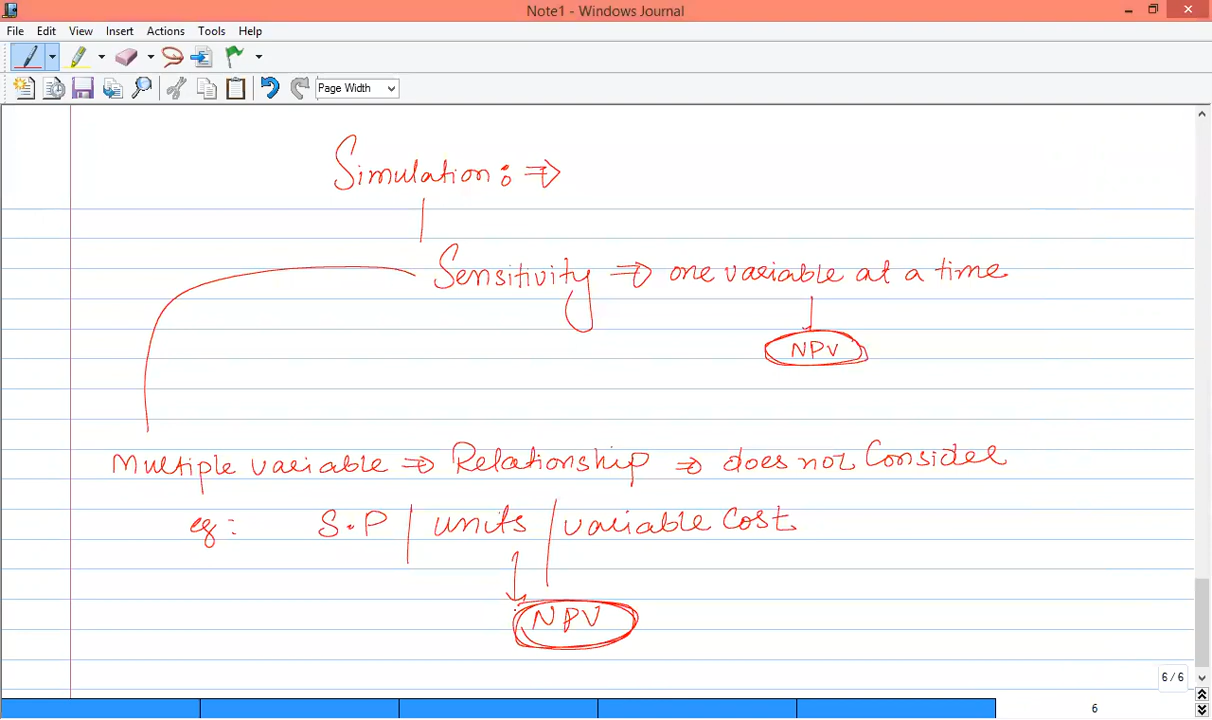 Note1 - Windows Journal
File Edit View Insert Actions Tools Help
Page Width
Simulation : ⇒
Sensitivity ⇒ one variable at a time
NPV
Multiple variable ⇒ Relationship ⇒ does not Consider
eg: S.P | units | variable cost
NPV
6 / 6
6